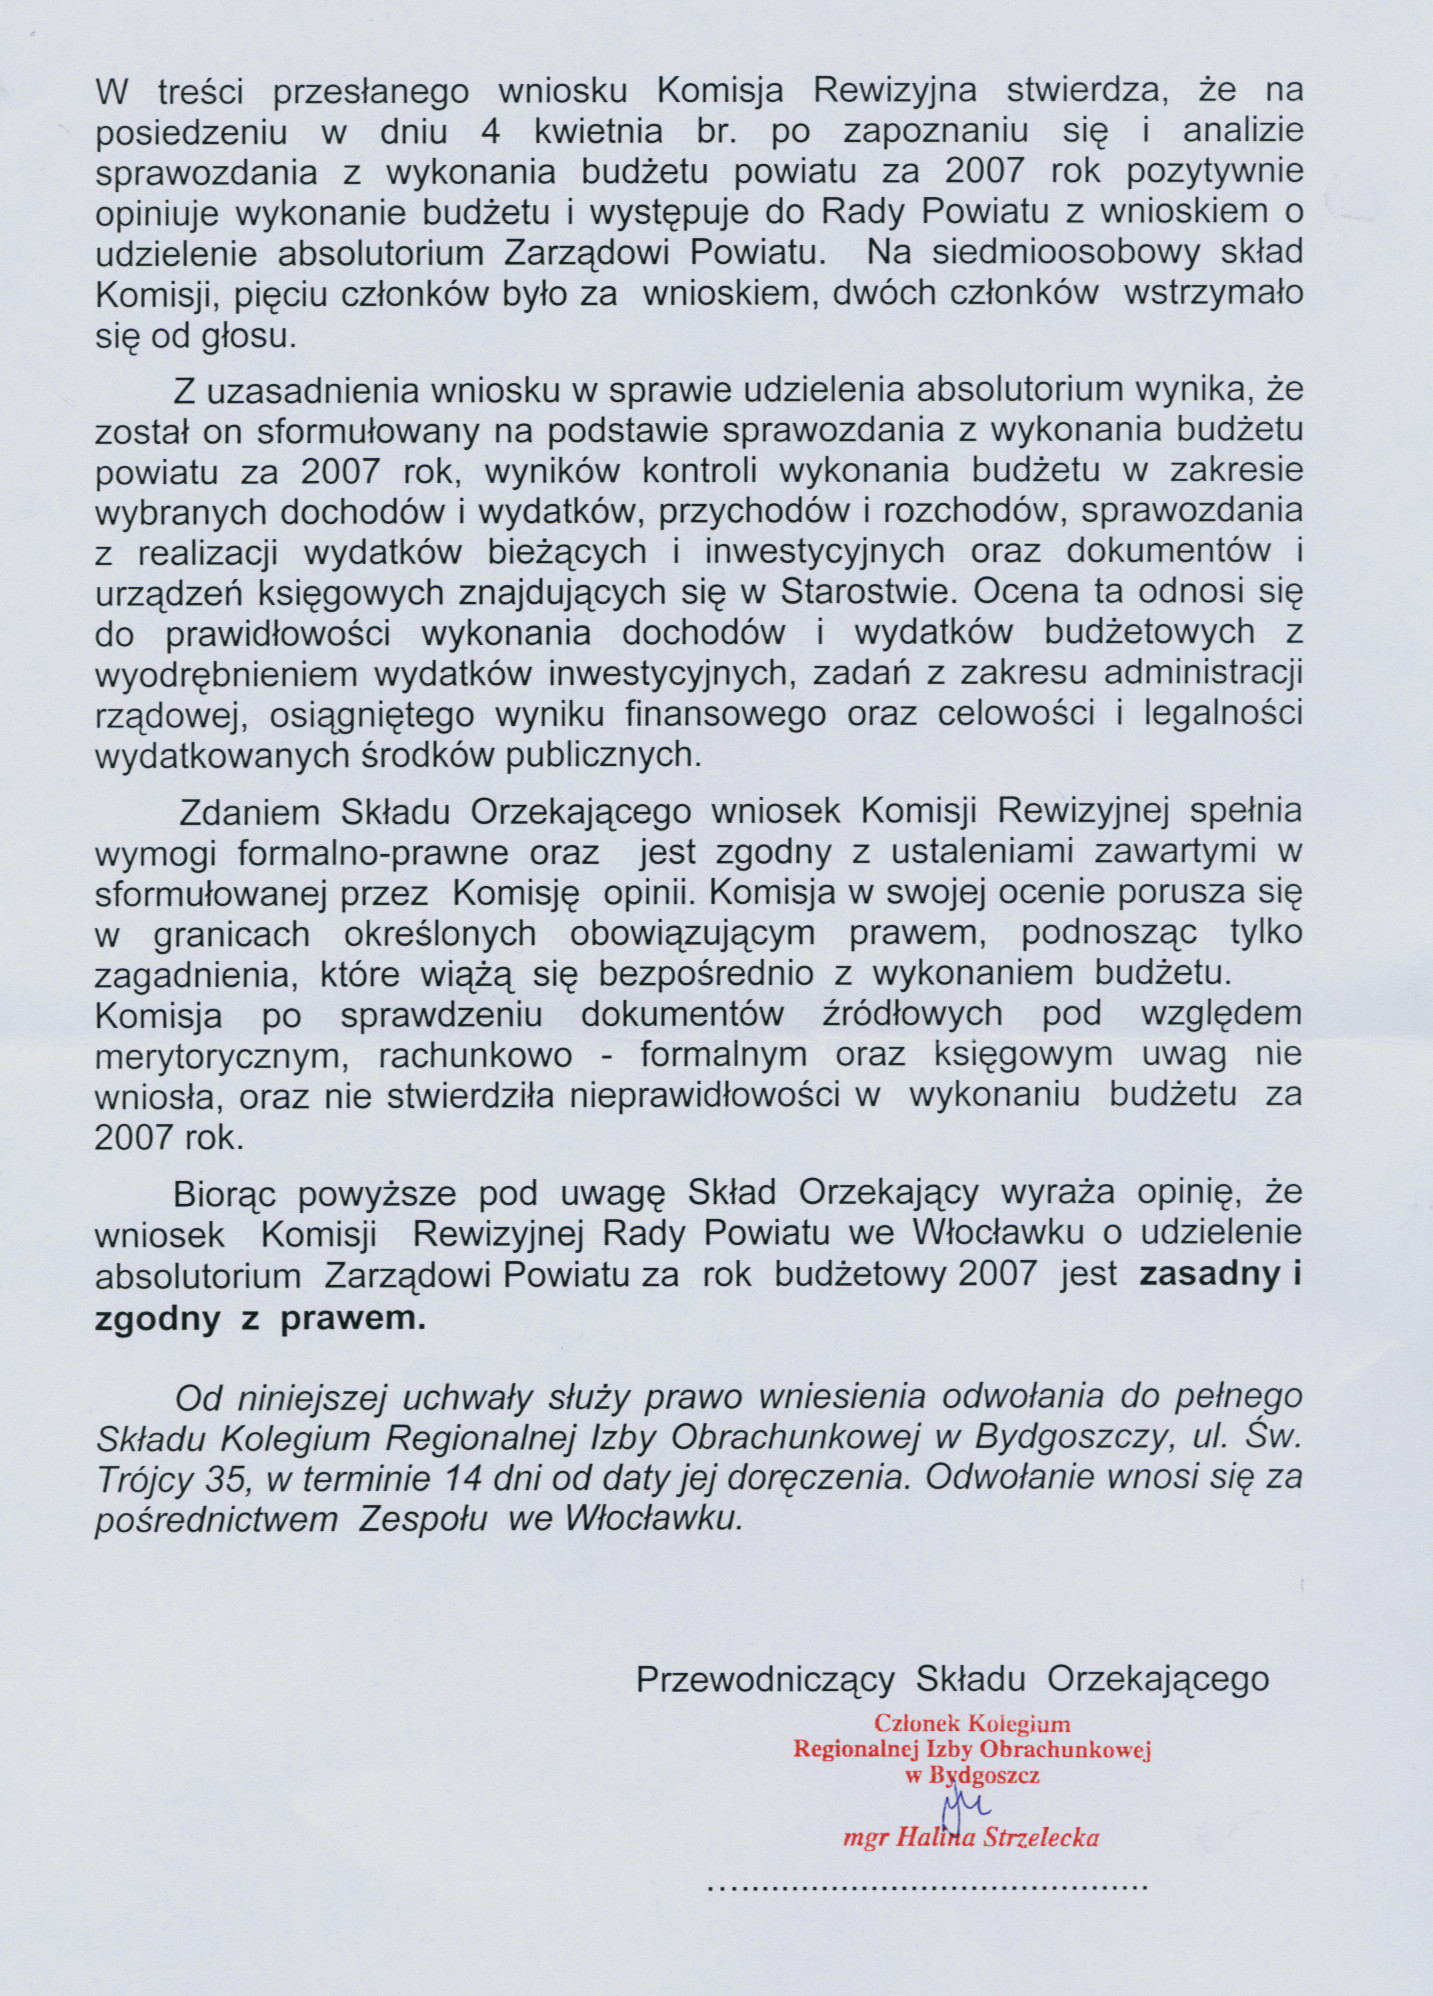 W treści przesłanego wniosku Komisja Rewizyjna stwierdza, że na
posiedzeniu w dniu 4 kwietnia br. po zapoznaniu się i analizie
sprawozdania z wykonania budżetu powiatu za 2007 rok pozytywnie
opiniuje wykonanie budżetu i występuje do Rady Powiatu z wnioskiem o
udzielenie absolutorium Zarządowi Powiatu. Na siedmioosobowy skład
Komisji, pięciu członków było za wnioskiem, dwóch członków wstrzymało
się od głosu.
Z uzasadnienia wniosku w sprawie udzielenia absolutorium wynika, że
został on sformułowany na podstawie sprawozdania z wykonania budżetu
powiatu za 2007 rok, wyników kontroli wykonania budżetu w zakresie
wybranych dochodów i wydatków, przychodów i rozchodów, sprawozdania
z realizacji wydatków bieżących i inwestycyjnych oraz dokumentów i
urządzeń księgowych znajdujących się w Starostwie. Ocena ta odnosi się
do prawidłowości wykonania dochodów i wydatków budżetowych z
wyodrębnieniem wydatków inwestycyjnych, zadań z zakresu administracji
rządowej, osiągniętego wyniku finansowego oraz celowości i legalności
wydatkowanych środków publicznych.
Zdaniem Składu Orzekającego wniosek Komisji Rewizyjnej spełnia
wymogi formalno-prawne oraz jest zgodny z ustaleniami zawartymi w
sformułowanej przez Komisję opinii. Komisja w swojej ocenie porusza się
w granicach określonych obowiązującym prawem, podnosząc tylko
zagadnienia, które wiążą się bezpośrednio z wykonaniem budżetu.
Komisja po sprawdzeniu dokumentów źródłowych pod względem
merytorycznym, rachunkowo - formalnym oraz księgowym uwag nie
wniosła, oraz nie stwierdziła nieprawidłowości w wykonaniu budżetu za
2007 rok.
Biorąc powyższe pod uwagę Skład Orzekający wyraża opinię, że
wniosek Komisji Rewizyjnej Rady Powiatu we Włocławku o udzielenie
absolutorium Zarządowi Powiatu za rok budżetowy 2007 jest zasadny i
zgodny z prawem.
Od niniejszej uchwały służy prawo wniesienia odwołania do pełnego
Składu Kolegium Regionalnej Izby Obrachunkowej w Bydgoszczy, ul. Św.
Trójcy 35, w terminie 14 dni od daty jej doręczenia. Odwołanie wnosi się za
pośrednictwem Zespołu we Włocławku.
Przewodniczący Składu Orzekającego
Członek Kolegium
Regionalnej Izby Obrachunkowej
w Bydgoszcz
mgr Halina Strzelecka
............................................